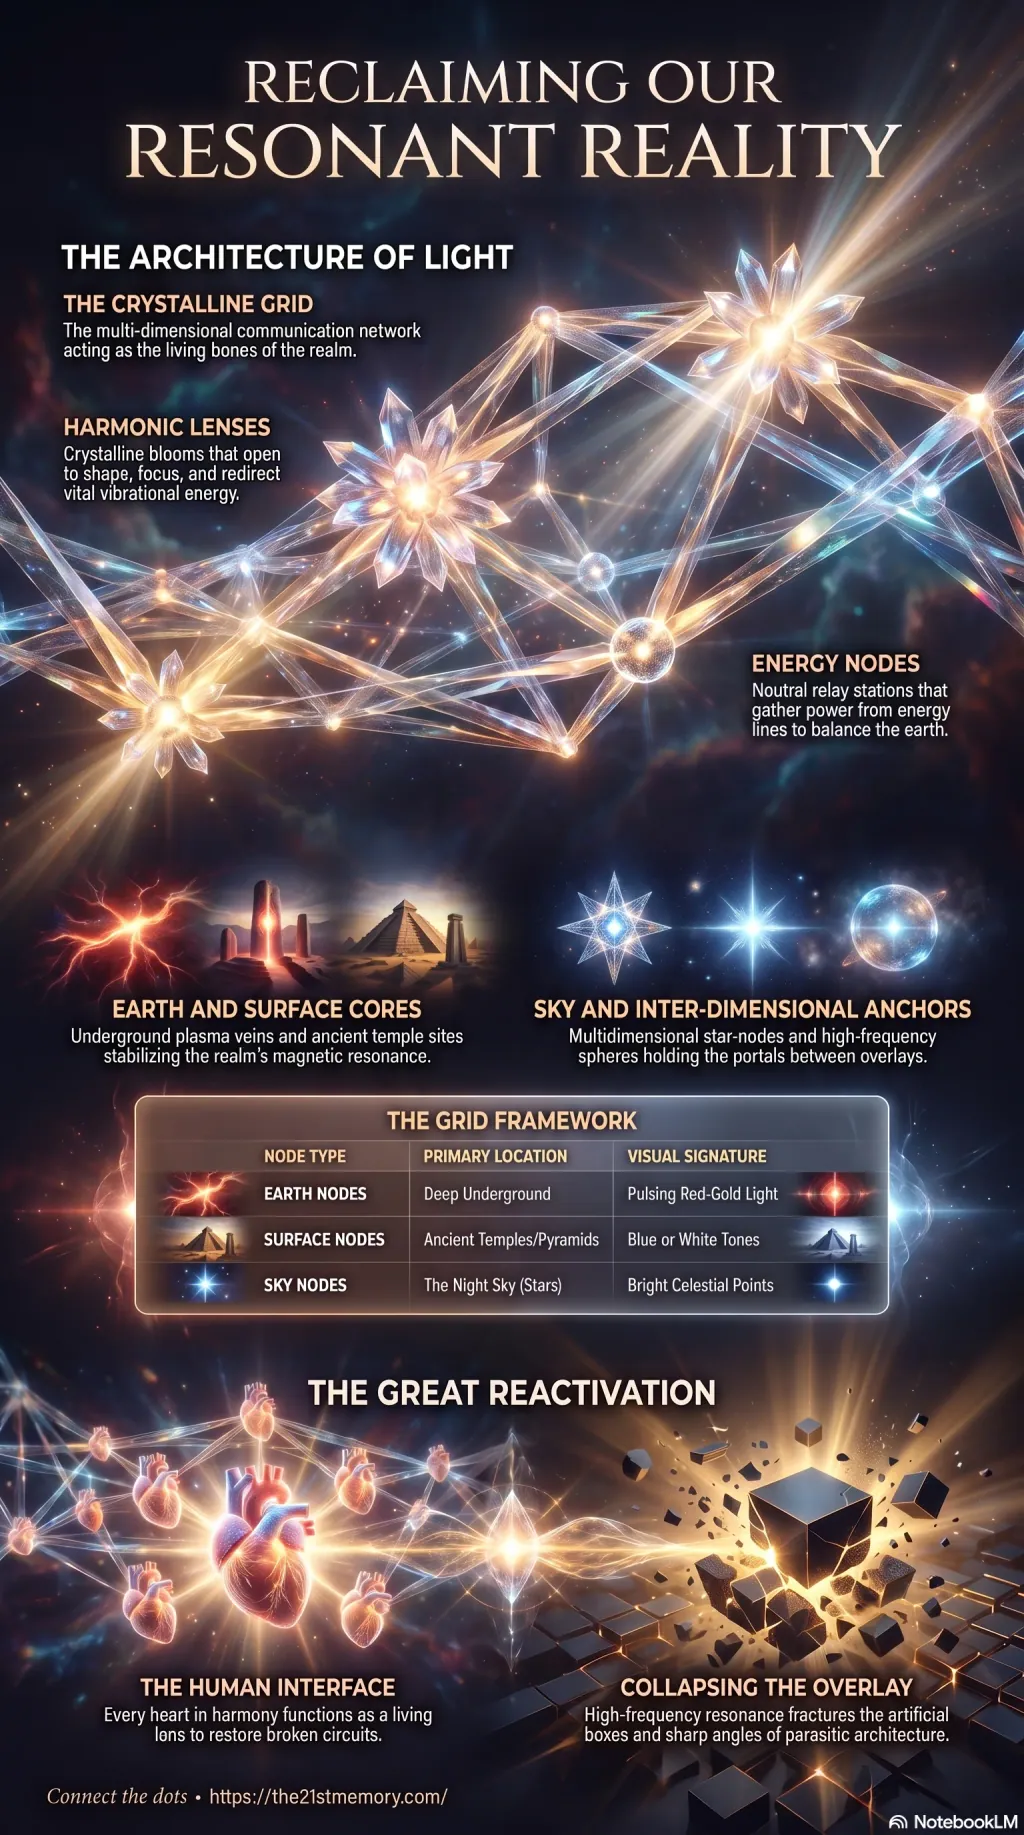 RECLAIMING OUR
RESONANT REALITY
THE ARCHITECTURE OF LIGHT
THE CRYSTALLINE GRID
The multi-dimensional communication network
acting as the living bones of the realm.
HARMONIC LENSES
Crystalline blooms that open
to shape, focus, and redirect
vital vibrational energy.
ENERGY NODES
Noutral relay stations that
gather power from energy
lines to balance the earth.
EARTH AND SURFACE CORES
Underground plasma veins and ancient temple sites
stabilizing the realm's magnetic resonance.
SKY AND INTER-DIMENSIONAL ANCHORS
Multidimensional star-nodes and high-frequency
spheres holding the portals between overlays.
THE GRID FRAMEWORK
NODE TYPE PRIMARY LOCATION VISUAL SIGNATURE
EARTH NODES Deep Underground Pulsing Red-Gold Light
SURFACE NODES Ancient Temples/Pyramids Blue or White Tones
SKY NODES The Night Sky (Stars) Bright Celestial Points
THE GREAT REACTIVATION
THE HUMAN INTERFACE
Every heart in harmony functions as a living
lons to restore broken circuits.
COLLAPSING THE OVERLAY
High-frequency resonance fractures the artificial
boxes and sharp angles of parasitic architecture.
Connect the dots • https://the21stmemory.com/
NotebookLM